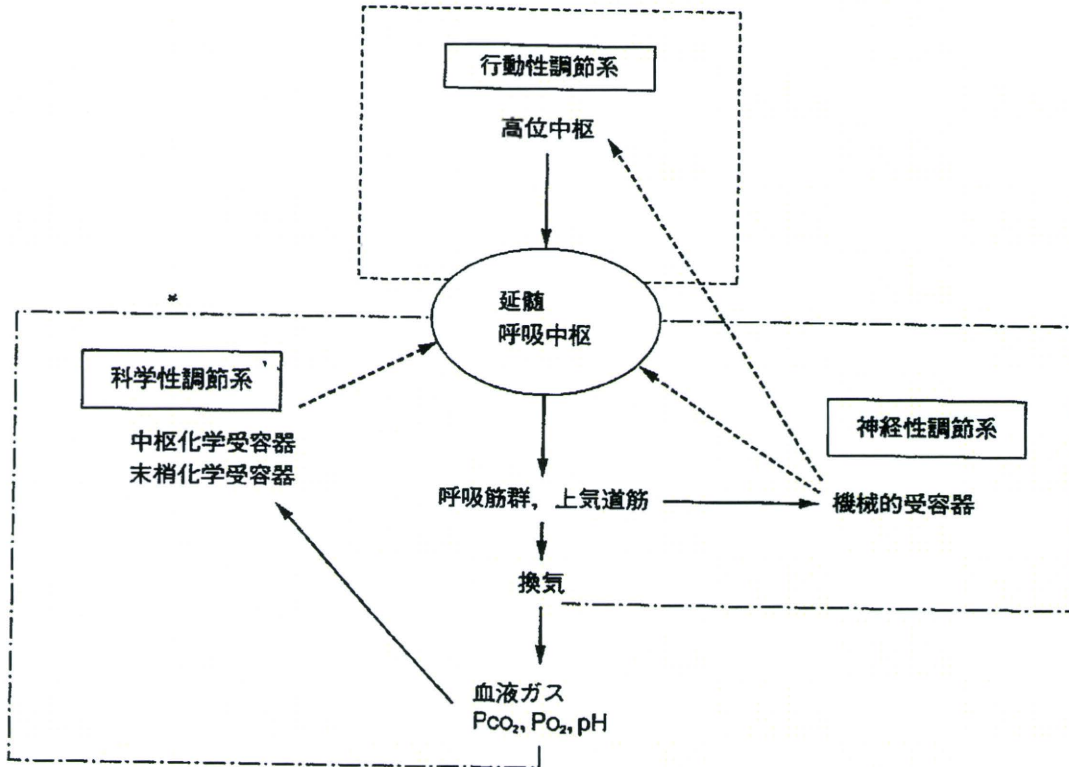 行動性調節系
高位中枢
延髄
呼吸中枢
科学性調節系
中枢化学受容器
末梢化学受容器
神経性調節系
呼吸筋群，上気道筋
機械的受容器
換気
血液ガス
Pco₂, Po₂, pH